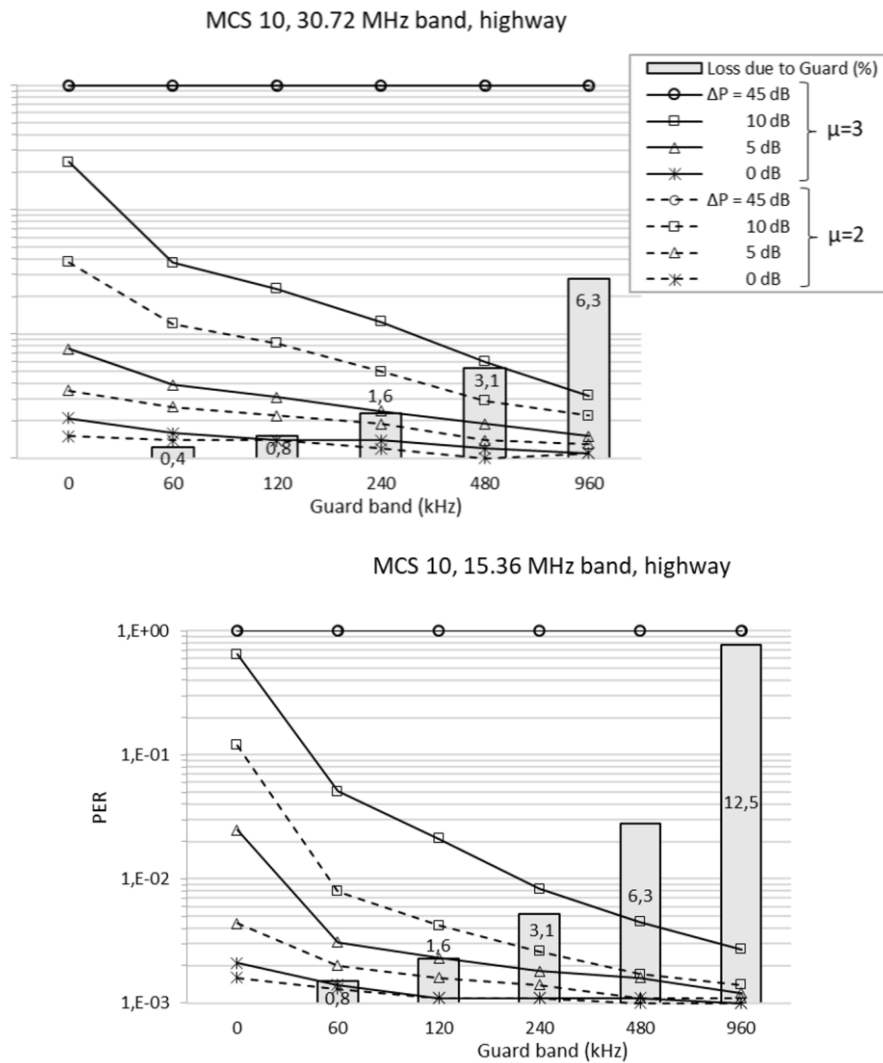 MCS 10, 30.72 MHz band, highway
Loss due to Guard (%)
ΔP = 45 dB
10 dB
5 dB
0 dB
μ=3
ΔP = 45 dB
10 dB
5 dB
0 dB
μ=2
0,4
0,8
1,6
3,1
6,3
0 60 120 240 480 960
Guard band (kHz)
MCS 10, 15.36 MHz band, highway
1,E+00
1,E-01
1,E-02
1,E-03
PER
0,8
1,6
3,1
6,3
12,5
0 60 120 240 480 960
Guard band (kHz)